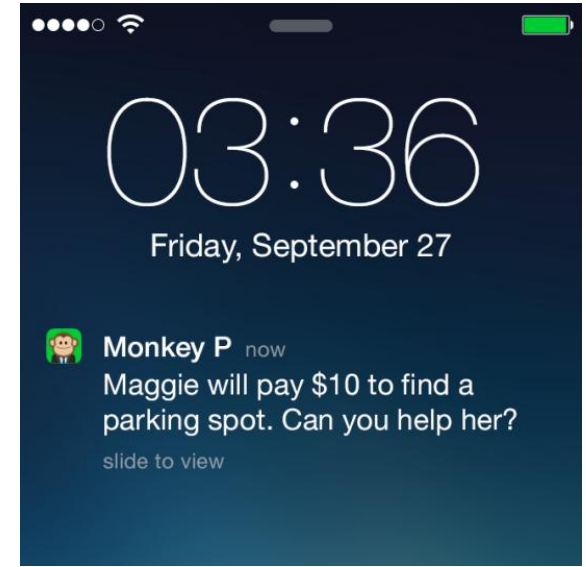 03:36
Friday, September 27
Monkey P now
Maggie will pay $10 to find a
parking spot. Can you help her?
slide to view